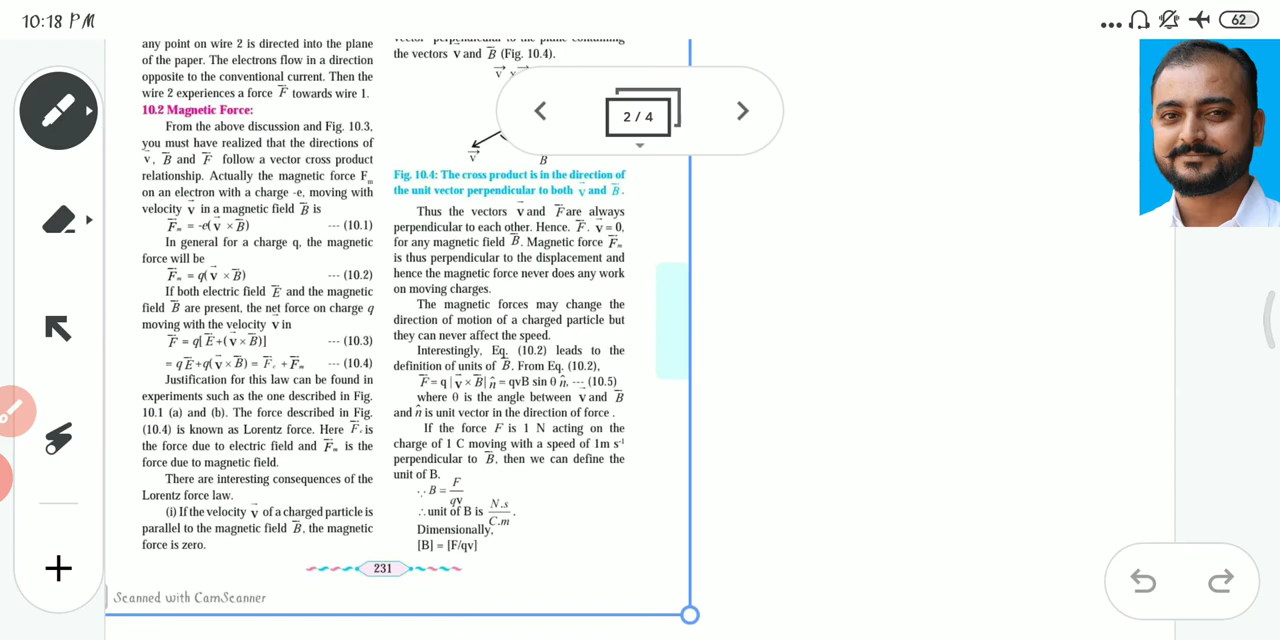 10:18 PM
62
any point on wire 2 is directed into the plane
of the paper. The electrons flow in a direction
opposite to the conventional current. Then the
wire 2 experiences a force F⃗ towards wire 1.
10.2 Magnetic Force:
From the above discussion and Fig. 10.3,
you must have realized that the directions of
v⃗, B⃗ and F⃗ follow a vector cross product
relationship. Actually the magnetic force Fₘ
on an electron with a charge -e, moving with
velocity v⃗ in a magnetic field B⃗ is
F⃗ₘ = -e(v⃗ × B⃗) --- (10.1)
In general for a charge q, the magnetic
force will be
F⃗ₘ = q(v⃗ × B⃗) --- (10.2)
If both electric field E⃗ and the magnetic
field B⃗ are present, the net force on charge q
moving with the velocity v⃗ in
F⃗ = q[E⃗+(v⃗ × B⃗)] --- (10.3)
= qE⃗+q(v⃗ × B⃗) = F⃗ₑ + F⃗ₘ --- (10.4)
Justification for this law can be found in
experiments such as the one described in Fig.
10.1 (a) and (b). The force described in Fig.
(10.4) is known as Lorentz force. Here F⃗ₑ is
the force due to electric field and F⃗ₘ is the
force due to magnetic field.
There are interesting consequences of the
Lorentz force law.
(i) If the velocity v⃗ of a charged particle is
parallel to the magnetic field B⃗, the magnetic
force is zero.
vector perpendicular to the plane containing
the vectors v⃗ and B⃗ (Fig. 10.4).
2 / 4
v⃗
B
Fig. 10.4: The cross product is in the direction of
the unit vector perpendicular to both v⃗ and B⃗.
Thus the vectors v⃗ and F⃗ are always
perpendicular to each other. Hence. F⃗. v⃗ = 0,
for any magnetic field B⃗. Magnetic force F⃗ₘ
is thus perpendicular to the displacement and
hence the magnetic force never does any work
on moving charges.
The magnetic forces may change the
direction of motion of a charged particle but
they can never affect the speed.
Interestingly, Eq. (10.2) leads to the
definition of units of B⃗. From Eq. (10.2),
F⃗ = q |v⃗ × B⃗| n̂ = qvB sin θ n̂, --- (10.5)
where θ is the angle between v⃗ and B⃗
and n̂ is unit vector in the direction of force .
If the force F is 1 N acting on the
charge of 1 C moving with a speed of 1m s⁻¹
perpendicular to B⃗, then we can define the
unit of B.
∵ B = F/qv
∴ unit of B is N.s/C.m .
Dimensionally,
[B] = [F/qv]
231
Scanned with CamScanner